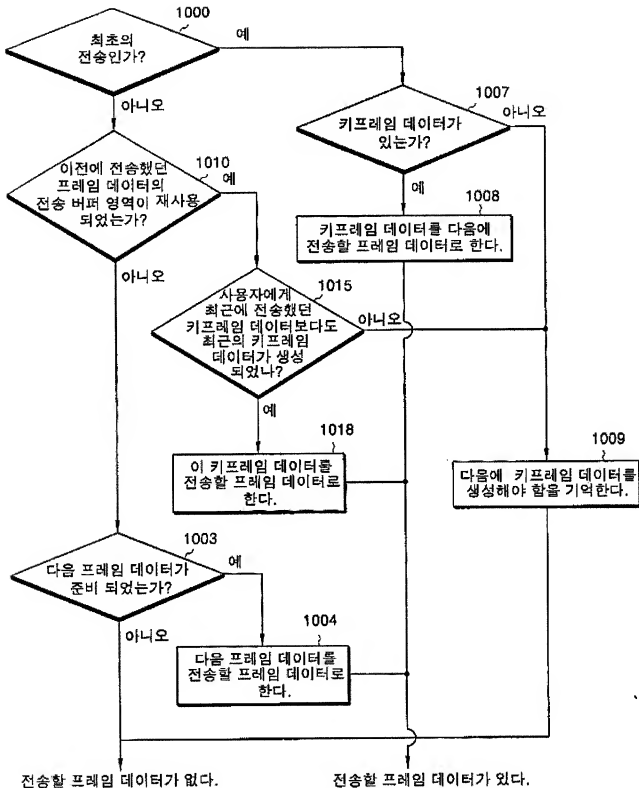 1000
최초의
전송인가?
예
아니오
1007
키프레임 데이터가
있는가?
아니오
예
1010
이전에 전송했던
프레임 데이터의
전송 버퍼 영역이 재사용
되었는가?
예
아니오
1008
키프레임 데이터를 다음에
전송할 프레임 데이터로 한다.
1015
사용자에게
최근에 전송했던
키프레임 데이터보다도
최근의 키프레임
데이터가 생성
되었나?
아니오
예
1018
이 키프레임 데이터를
전송할 프레임 데이터로
한다.
1009
다음에 키프레임 데이터를
생성해야 함을 기억한다.
1003
다음 프레임 데이터가
준비 되었는가?
예
아니오
1004
다음 프레임 데이터를
전송할 프레임 데이터로
한다.
전송할 프레임 데이터가 없다.
전송할 프레임 데이터가 있다.